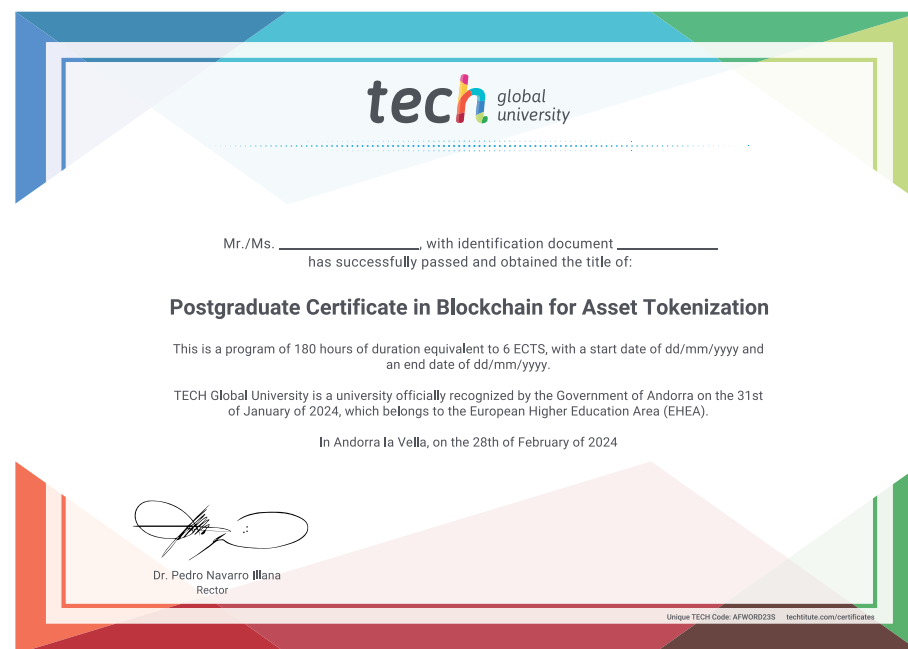 tech global university
Mr./Ms. ________________, with identification document ____________
has successfully passed and obtained the title of:
Postgraduate Certificate in Blockchain for Asset Tokenization
This is a program of 180 hours of duration equivalent to 6 ECTS, with a start date of dd/mm/yyyy and
an end date of dd/mm/yyyy.
TECH Global University is a university officially recognized by the Government of Andorra on the 31st
of January of 2024, which belongs to the European Higher Education Area (EHEA).
In Andorra la Vella, on the 28th of February of 2024
Dr. Pedro Navarro Illana
Rector
Unique TECH Code: AFWORD23S techtitute.com/certificates